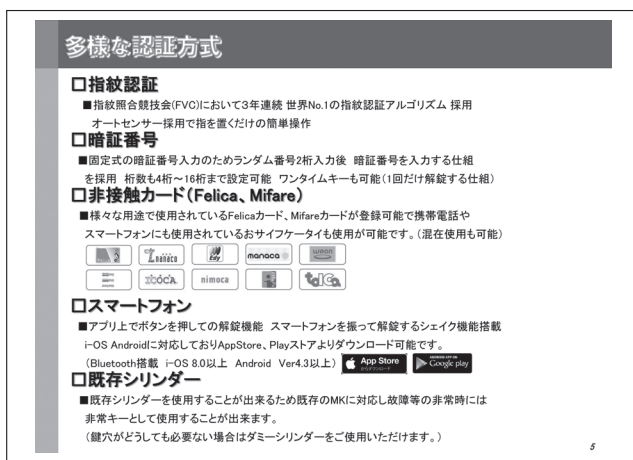 多様な認証方式
□指紋認証
■指紋照合競技会(FVC)において3年連続 世界No.1の指紋認証アルゴリズム 採用
オートセンサー採用で指を置くだけの簡単操作
□暗証番号
■固定式の暗証番号入力のためランダム番号2桁入力後 暗証番号を入力する仕組
を採用 桁数も4桁～16桁まで設定可能 ワンタイムキーも可能(1回だけ解錠する仕組)
□非接触カード(Felica、Mifare)
■様々な用途で使用されているFelicaカード、Mifareカードが登録可能で携帯電話や
スマートフォンにも使用されているおサイフケータイも使用が可能です。(混在使用も可能)
nanaco Edy manaca WAON
ICOCA nimoca toica
□スマートフォン
■アプリ上でボタンを押しての解錠機能 スマートフォンを振って解錠するシェイク機能搭載
i-OS Androidに対応しておりAppStore、Playストアよりダウンロード可能です。
(Bluetooth搭載 i-OS 8.0以上 Android Ver4.3以上) App Store からダウンロード ANDROID APP ON Google play
□既存シリンダー
■既存シリンダーを使用することが出来るため既存のMKに対応し故障等の非常時には
非常キーとして使用することが出来ます。
(鍵穴がどうしても必要ない場合はダミーシリンダーをご使用いただけます。)
5